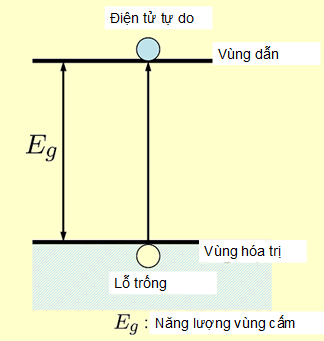 Điện tử tự do
Vùng dẫn
Eg
Vùng hóa trị
Lỗ trống
Eg : Năng lượng vùng cấm